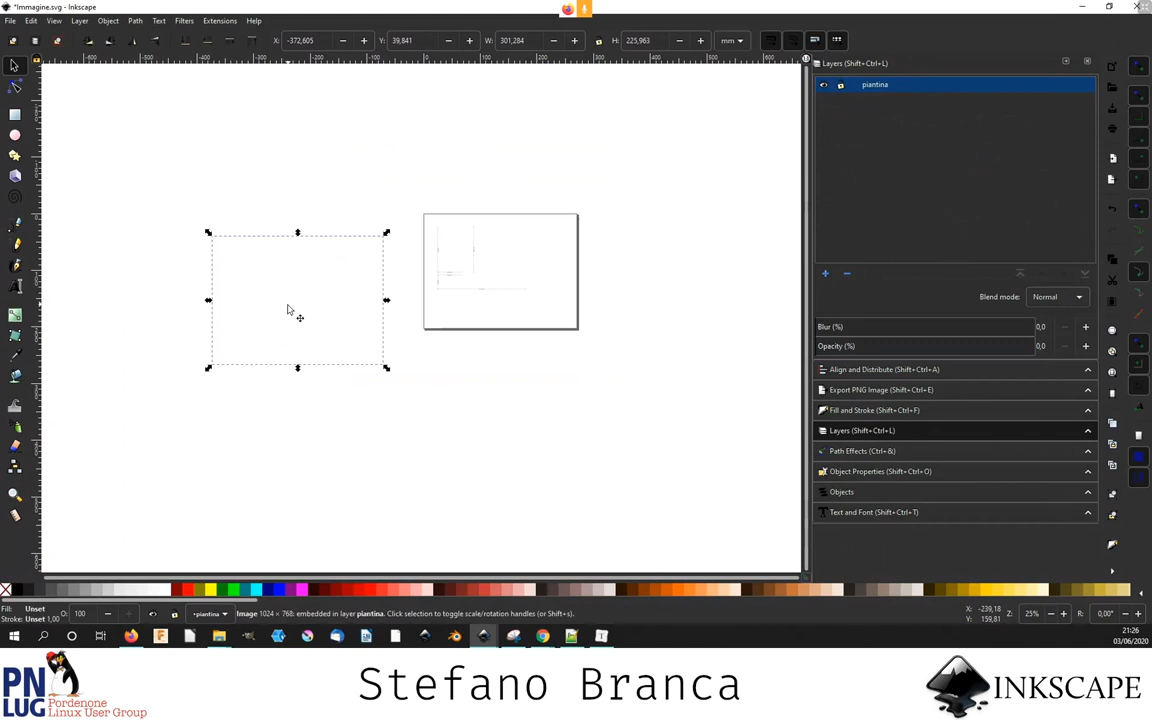 *Immagine.svg - Inkscape
File Edit View Layer Object Path Text Filters Extensions Help
X: -372,605 Y: 39,841 W: 301,284 H: 225,963 mm
Layers (Shift+Ctrl+L)
piantina
Blend mode: Normal
Blur (%) 0,0
Opacity (%) 0,0
Align and Distribute (Shift+Ctrl+A)
Export PNG Image (Shift+Ctrl+E)
Fill and Stroke (Shift+Ctrl+F)
Layers (Shift+Ctrl+L)
Path Effects (Ctrl+&)
Object Properties (Shift+Ctrl+O)
Objects
Text and Font (Shift+Ctrl+T)
Fill: Unset
Stroke: Unset 1,00
O: 100
•piantina
Image 1024 × 768: embedded in layer piantina. Click selection to toggle scale/rotation handles (or Shift+s).
X: -239,18
Y: 159,81
Z: 25%
R: 0,00°
21:26
03/06/2020
PN
LUG
Pordenone
Linux User Group
Stefano Branca
INKSCAPE